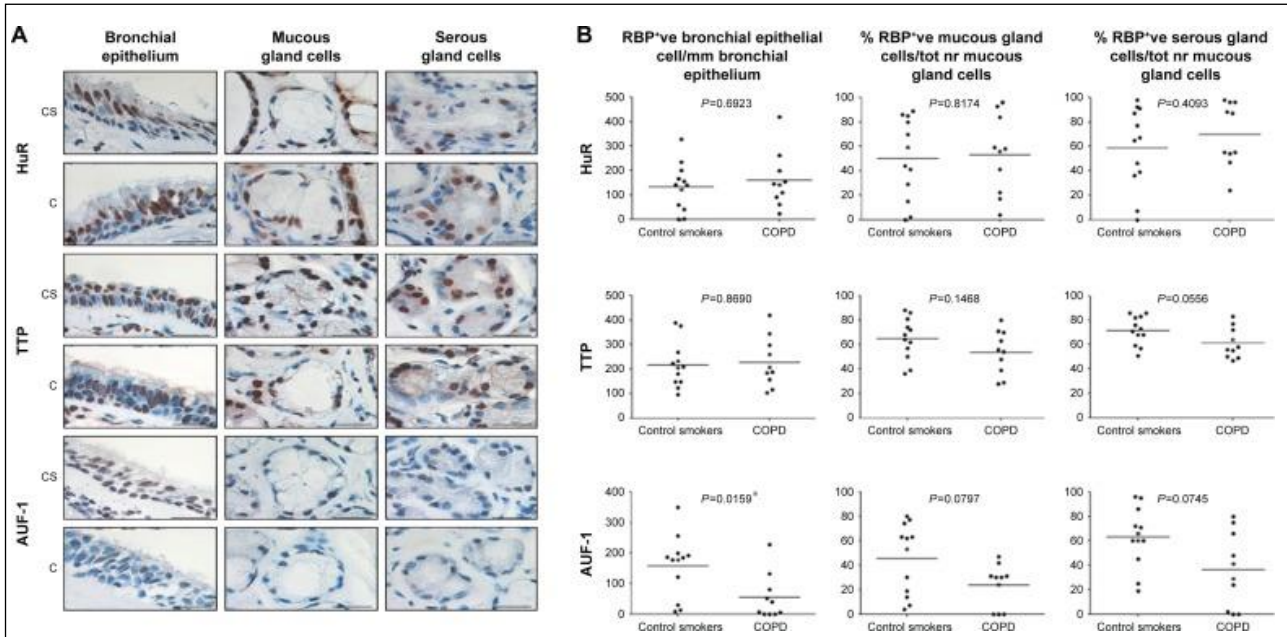 A
Bronchial
epithelium
Mucous
gland cells
Serous
gland cells
HuR
CS
C
TTP
CS
C
AUF-1
CS
C
B
RBP⁺ve bronchial epithelial
cell/mm bronchial
epithelium
% RBP⁺ve mucous gland
cells/tot nr mucous
gland cells
% RBP⁺ve serous gland
cells/tot nr mucous
gland cells
HuR
500
400
300
200
100
0
P=0.6923
Control smokers COPD
100
80
60
40
20
0
P=0.8174
Control smokers COPD
100
80
60
40
20
0
P=0.4093
Control smokers COPD
TTP
500
400
300
200
100
0
P=0.8690
Control smokers COPD
100
80
60
40
20
0
P=0.1468
Control smokers COPD
100
80
60
40
20
0
P=0.0556
Control smokers COPD
AUF-1
400
300
200
100
0
P=0.0159
Control smokers COPD
100
80
60
40
20
0
P=0.0797
Control smokers COPD
100
80
60
40
20
0
P=0.0745
Control smokers COPD